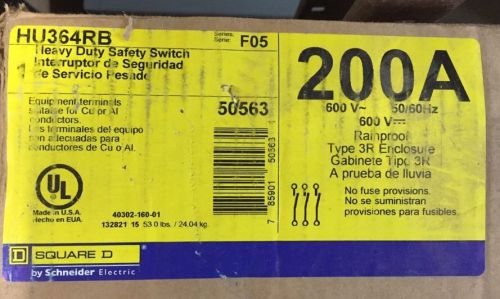 HU364RB
Series:
Série:
F05
Heavy Duty Safety Switch
Interruptor de Seguridad
de Servicio Pesado
Equipment terminals
suitable for Cu or Al
conductors.
Las terminales del equipo
son adecuadas para
conductores de Cu o Al.
50563
7 85901 50563 1
UL
Made in U.S.A.
Hecho en EUA.
40302-160-01
132821 15 53.0 lbs. / 24.04 kg.
200A
600 V~ 50/60Hz
600 V⎓
Rainproof
Type 3R Enclosure
Gabinete Tipo 3R
A prueba de lluvia
No fuse provisions.
No se suministran
provisiones para fusibles.
SQUARE D
by Schneider Electric